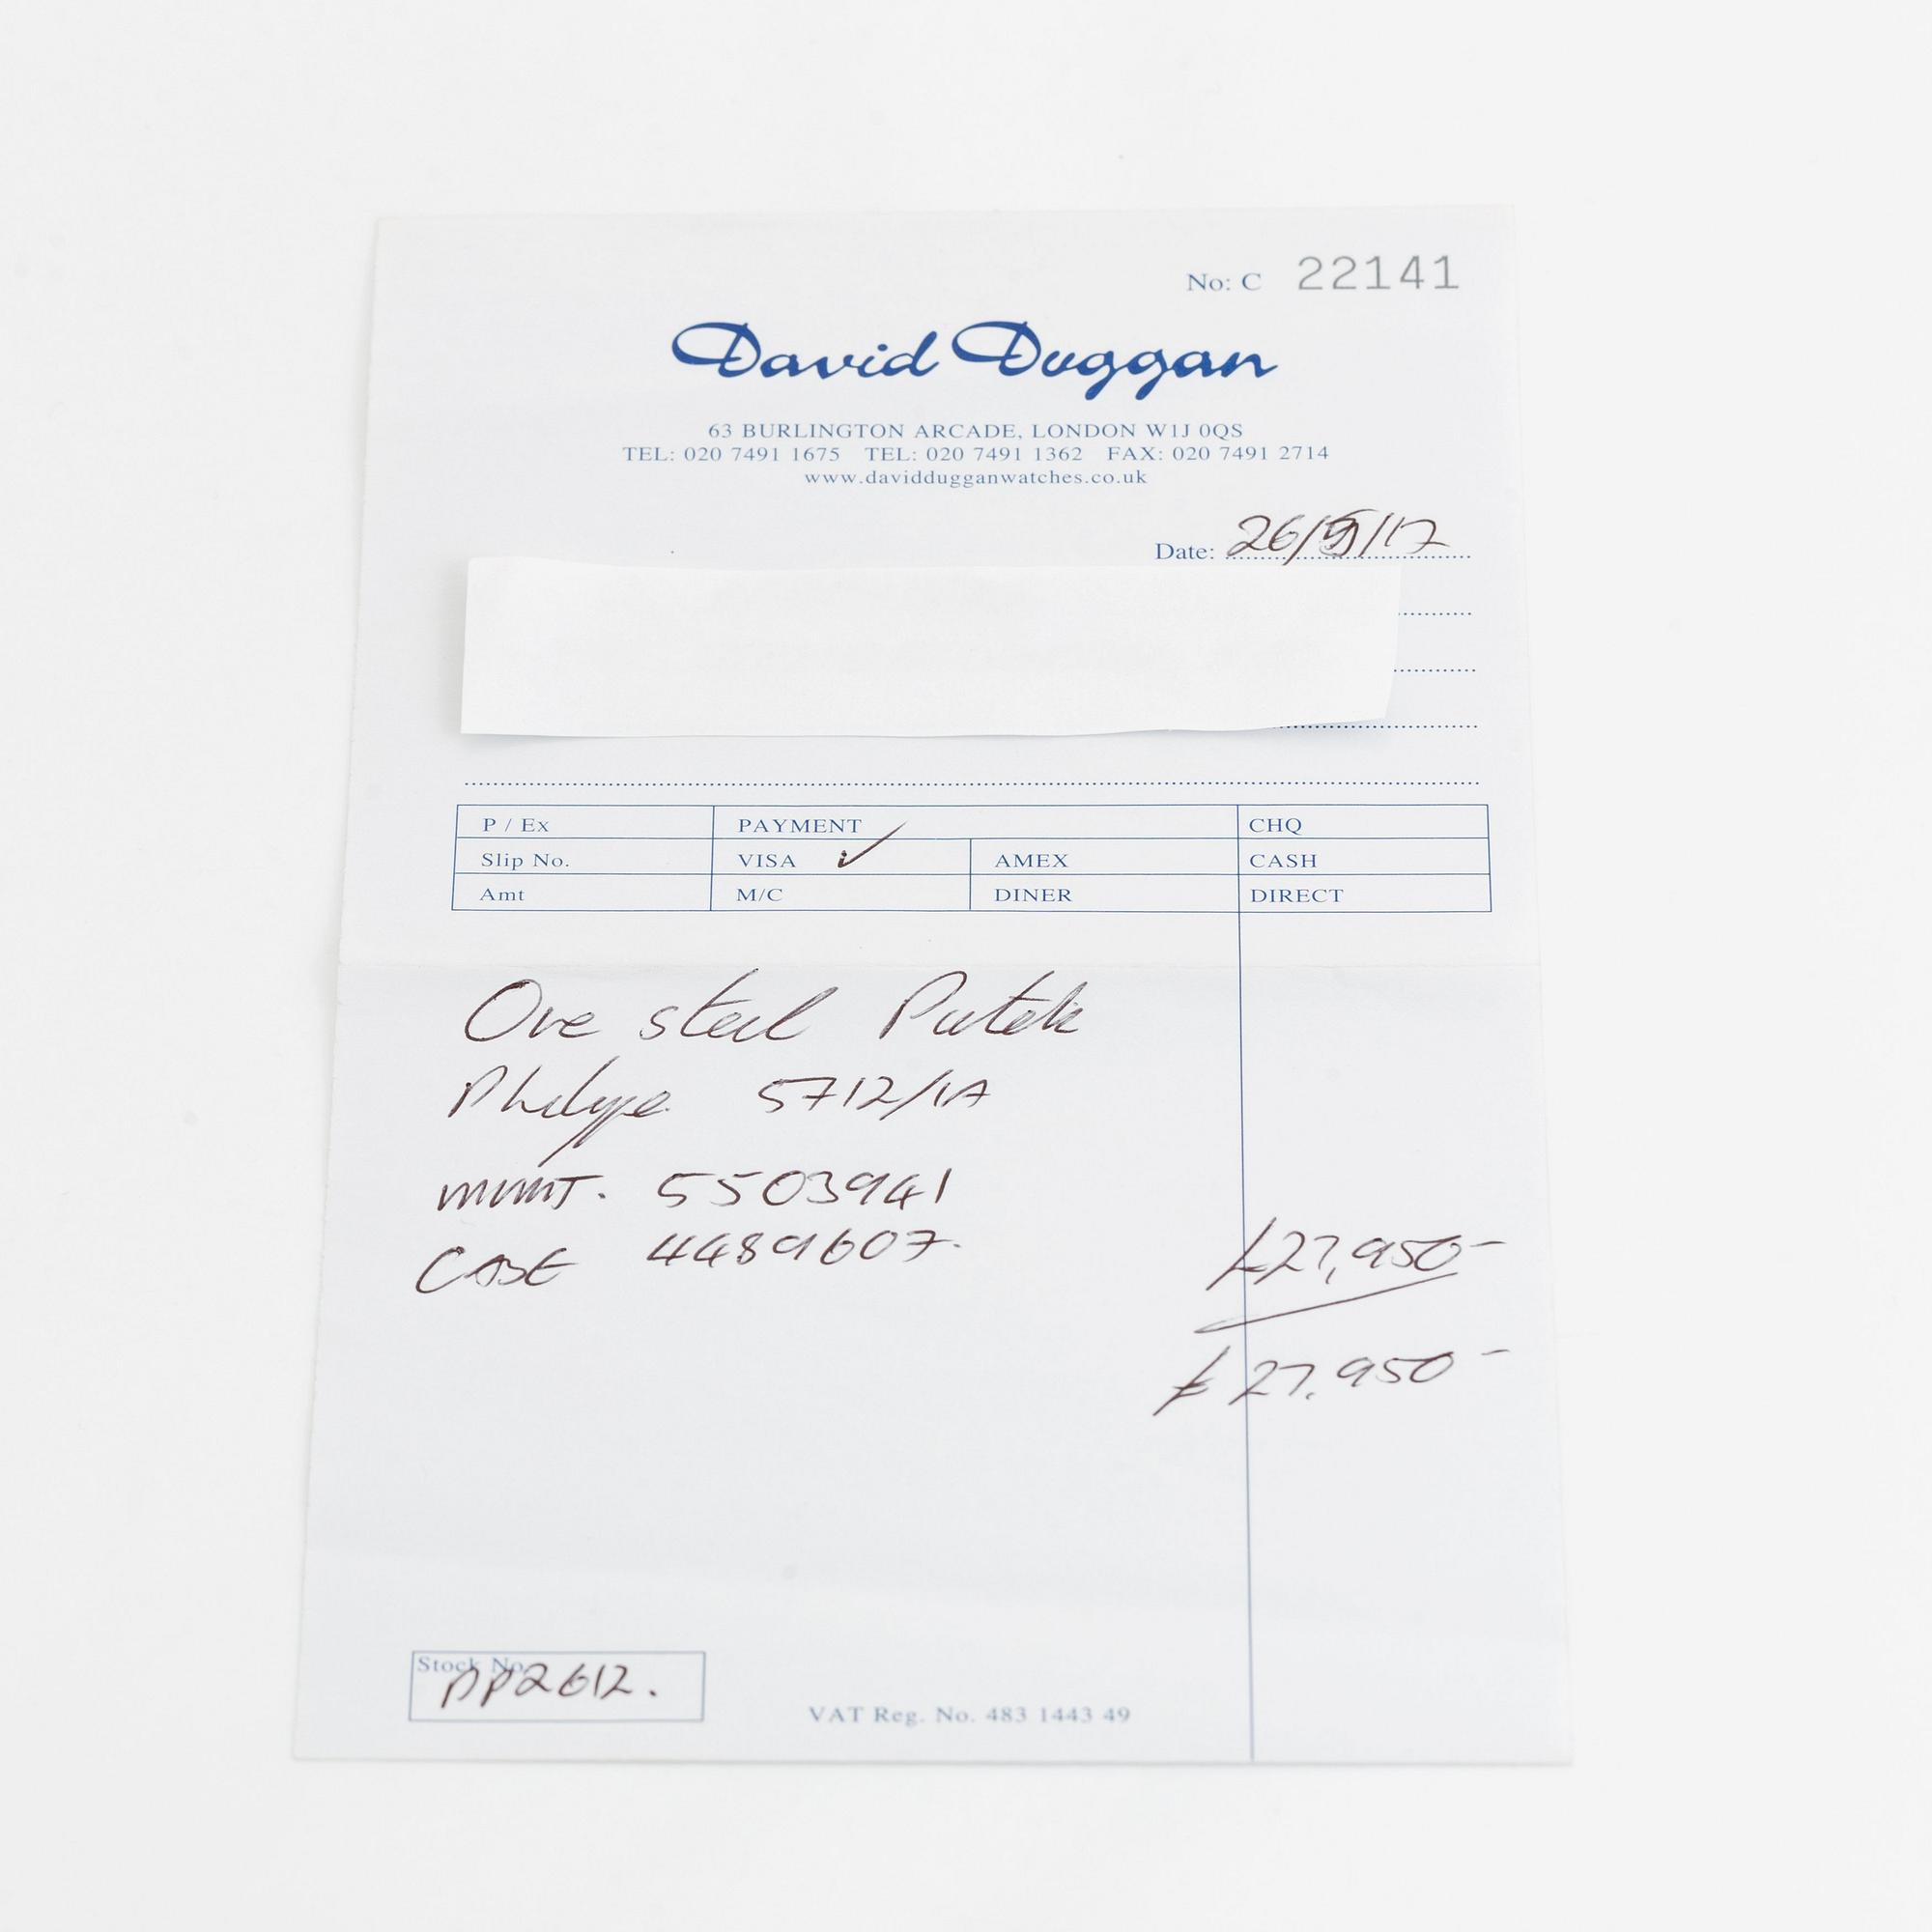 No: C 22141
David Duggan
63 BURLINGTON ARCADE, LONDON W1J 0QS
TEL: 020 7491 1675 TEL: 020 7491 1362 FAX: 020 7491 2714
www.daviddugganwatches.co.uk
Date: 26/9/17
P / Ex PAYMENT CHQ
Slip No. VISA ✓ AMEX CASH
Amt M/C DINER DIRECT
One steel Patek
Philippe 5712/1A
MVMT. 5503941
CASE 4489607.
£27,950-
£27.950-
Stock No.
PP2612.
VAT Reg. No. 483 1443 49